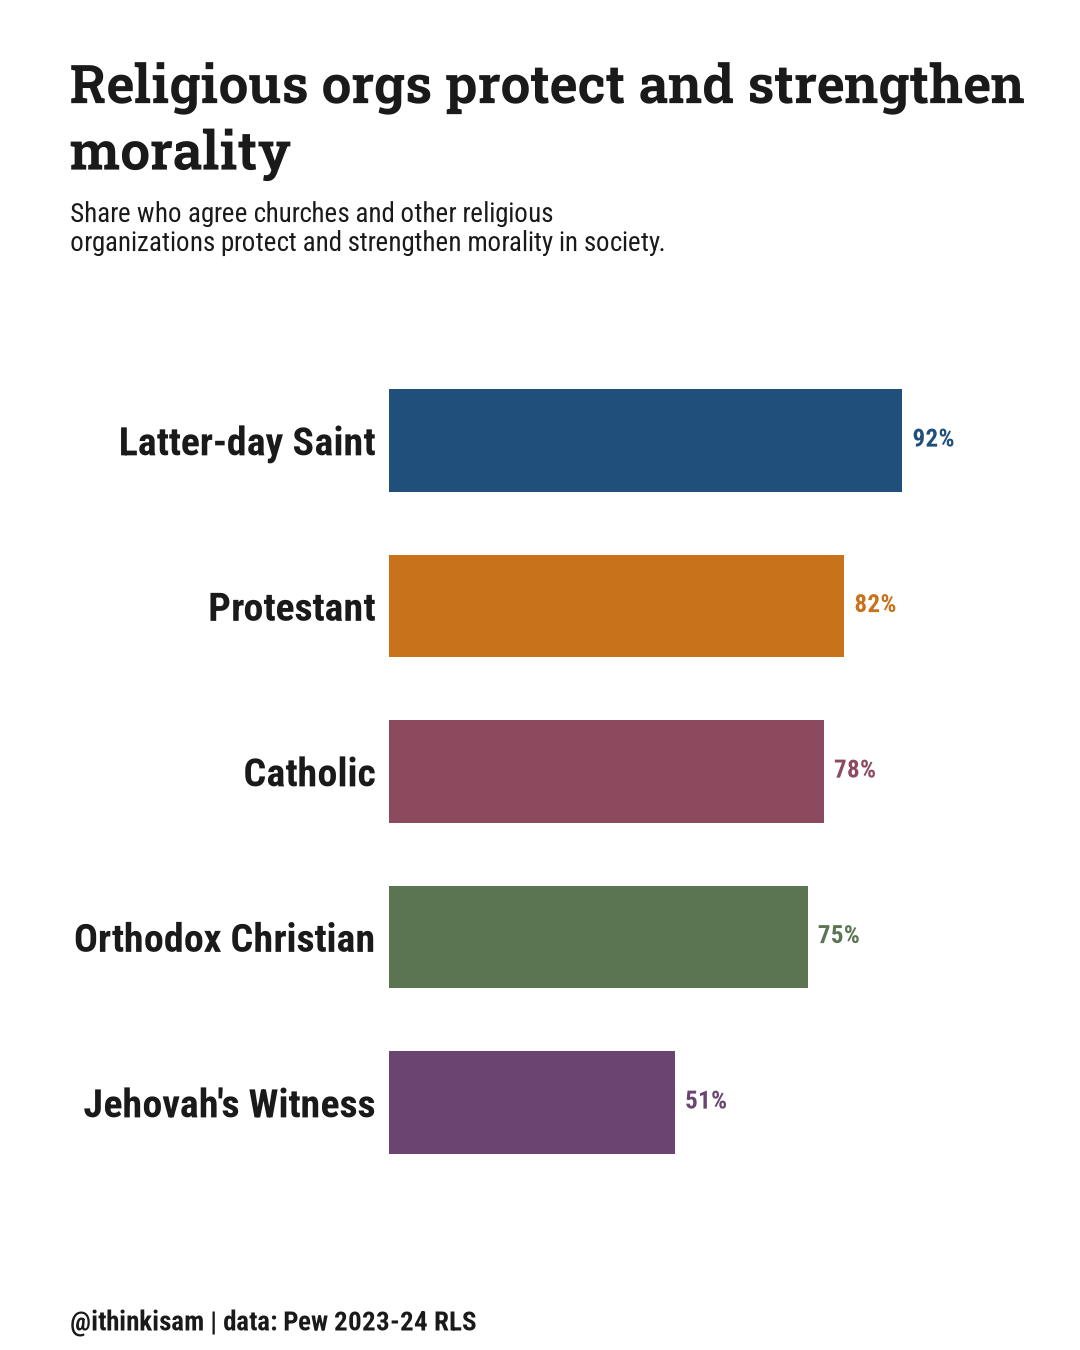 Religious orgs protect and strengthen
morality
Share who agree churches and other religious
organizations protect and strengthen morality in society.
Latter-day Saint 92%
Protestant 82%
Catholic 78%
Orthodox Christian 75%
Jehovah's Witness 51%
@ithinkisam | data: Pew 2023-24 RLS